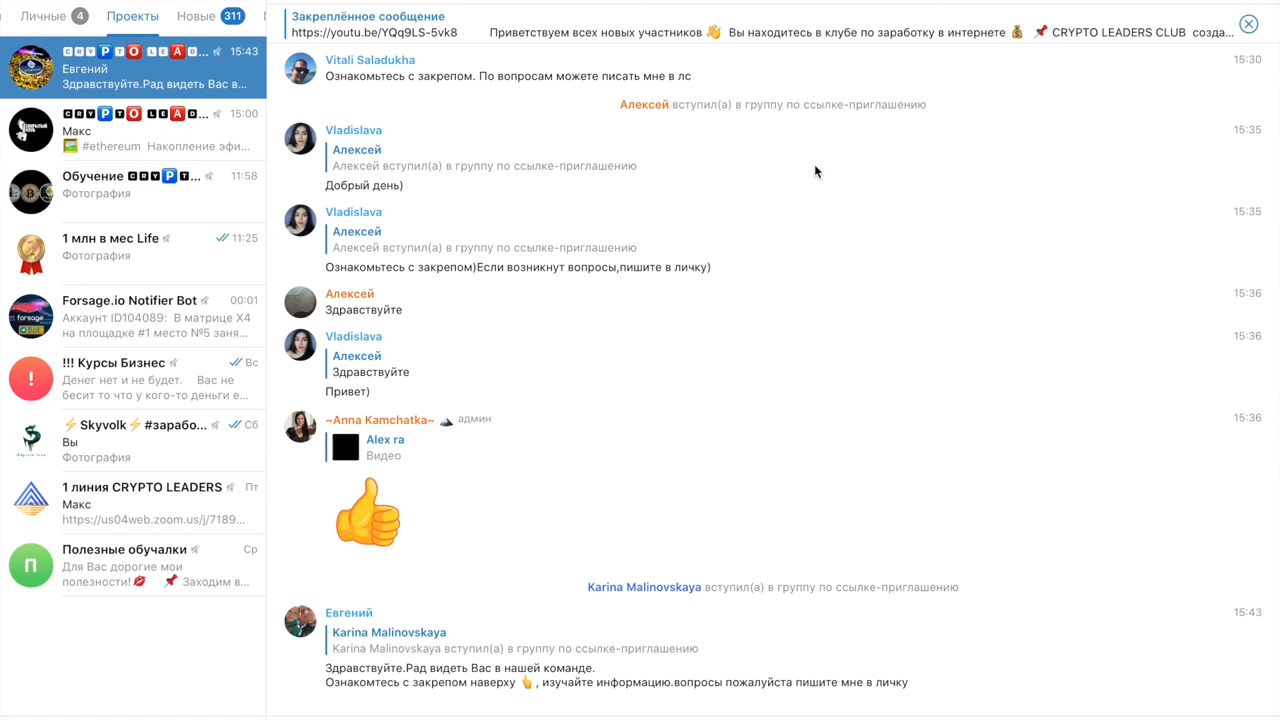 Личные 4 Проекты Новые 311
🅲🆁🆈🅿️🆃🅾️ 🅻🅴🅰️🅳... 15:43
Евгений
Здравствуйте.Рад видеть Вас в...
🅲🆁🆈🅿️🆃🅾️ 🅻🅴🅰️🅳... 15:00
Макс
🖼 #ethereum Накопление эфи...
Обучение 🅲🆁🆈🅿️🆃... 11:58
Фотография
1 млн в мес Life 11:25
Фотография
Forsage.io Notifier Bot 00:01
Аккаунт ID104089: В матрице X4
на площадке #1 место №5 заня...
!!! Курсы Бизнес Вс
Денег нет и не будет. Вас не
бесит то что у кого-то деньги е...
⚡Skyvolk⚡#зарабо... Сб
Вы
Фотография
1 линия CRYPTO LEADERS Пт
Макс
https://us04web.zoom.us/j/7189...
Полезные обучалки Ср
Для Вас дорогие мои
полезности!💋 📌 Заходим в...
Закреплённое сообщение
https://youtu.be/YQq9LS-5vk8 Приветствуем всех новых участников 👋 Вы находитесь в клубе по заработку в интернете 💰 📌 CRYPTO LEADERS CLUB созда...
Vitali Saladukha 15:30
Ознакомьтесь с закрепом. По вопросам можете писать мне в лс
Алексей вступил(а) в группу по ссылке-приглашению
Vladislava 15:35
Алексей
Алексей вступил(а) в группу по ссылке-приглашению
Добрый день)
Vladislava 15:35
Алексей
Алексей вступил(а) в группу по ссылке-приглашению
Ознакомьтесь с закрепом)Если возникнут вопросы,пишите в личку)
Алексей 15:36
Здравствуйте
Vladislava 15:36
Алексей
Здравствуйте
Привет)
~Anna Kamchatka~ 🗻 админ 15:36
Alex ra
Видео
👍
Karina Malinovskaya вступил(а) в группу по ссылке-приглашению
Евгений 15:43
Karina Malinovskaya
Karina Malinovskaya вступил(а) в группу по ссылке-приглашению
Здравствуйте.Рад видеть Вас в нашей команде.
Ознакомтесь с закрепом наверху 👆, изучайте информацию.вопросы пожалуйста пишите мне в личку